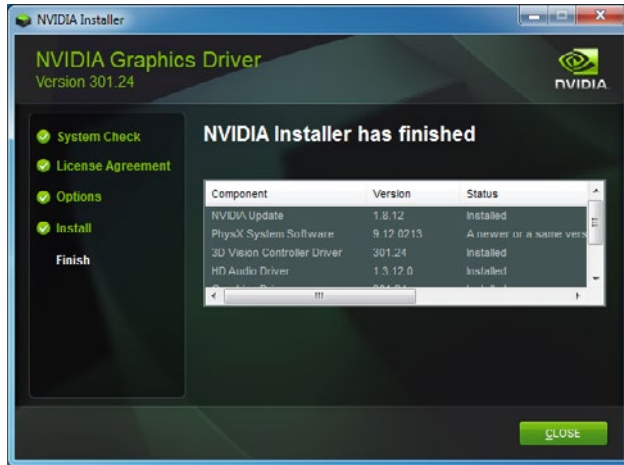 NVIDIA Installer
NVIDIA Graphics Driver
Version 301.24
NVIDIA
System Check
License Agreement
Options
Install
Finish
NVIDIA Installer has finished
Component Version Status
NVIDIA Update 1.8.12 Installed
PhysX System Software 9.12.0213 A newer or a same vers
3D Vision Controller Driver 301.24 Installed
HD Audio Driver 1.3.12.0 Installed
CLOSE